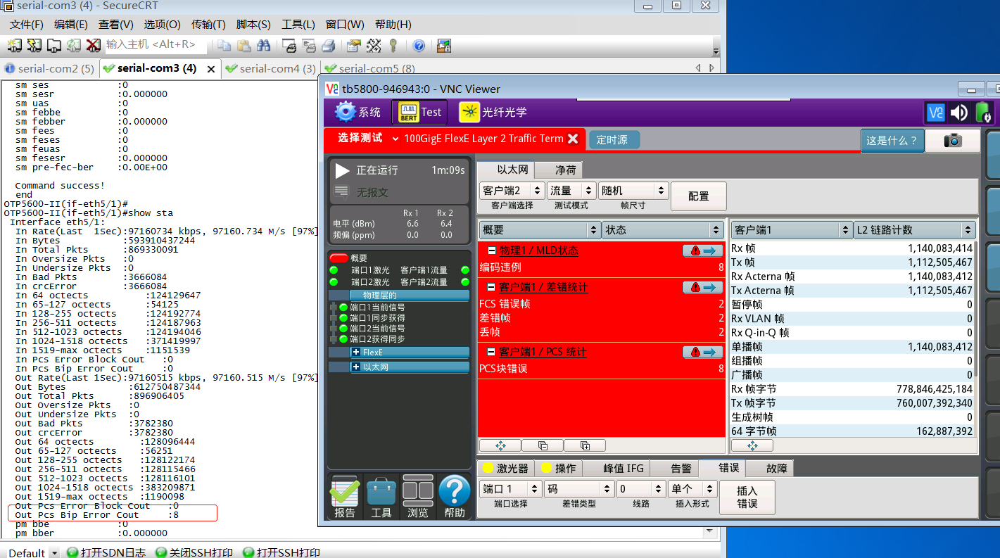 serial-com3 (4) - SecureCRT
文件(F) 编辑(E) 查看(V) 选项(O) 传输(T) 脚本(S) 工具(L) 窗口(W) 帮助(H)
输入主机 <Alt+R>
serial-com2 (5) serial-com3 (4) serial-com4 (3) serial-com5 (8)
sm ses :0
sm sesr :0.000000
sm uas :0
sm febbe :0
sm febber :0.000000
sm fees :0
sm feses :0
sm feuas :0
sm fesesr :0.000000
sm pre-fec-ber :0.00E+00
Command success!
end
OTP5600-II(if-eth5/1)#
OTP5600-II(if-eth5/1)#show sta
Interface eth5/1:
In Rate(Last 1Sec):97160734 kbps, 97160.734 M/s [97%]
In Bytes :593910437244
In Total Pkts :869330091
In Oversize Pkts :0
In Undersize Pkts :0
In Bad Pkts :3666084
In crcError :3666084
In 64 octects :124129647
In 65-127 octects :54125
In 128-255 octects :124192774
In 256-511 octects :124187963
In 512-1023 octects :124194046
In 1024-1518 octects :371419997
In 1519-max octects :1151539
In Pcs Error Block Cout :0
In Pcs Bip Error Cout :0
Out Rate(Last 1Sec):97160515 kbps, 97160.515 M/s [97%]
Out Bytes :612750487344
Out Total Pkts :896906405
Out Oversize Pkts :0
Out Undersize Pkts :0
Out Bad Pkts :3782380
Out crcError :3782380
Out 64 octects :128096444
Out 65-127 octects :56251
Out 128-255 octects :128122174
Out 256-511 octects :128115466
Out 512-1023 octects :128116101
Out 1024-1518 octects :383209871
Out 1519-max octects :1190098
Out Pcs Error Block Cout :0
Out Pcs Bip Error Cout :8
pm bbe :0
pm bber :0.000000
Default 打开SDN日志 关闭SSH打印 打开SSH打印
tb5800-946943:0 - VNC Viewer
系统 BERT Test 光纤光学
选择测试 100GigE FlexE Layer 2 Traffic Term 定时源 这是什么？
正在运行 1m:09s
无报文
Rx 1 Rx 2
电平 (dBm) 6.6 6.4
频偏 (ppm) 0.0 0.0
概要
端口1激光 客户端1流量
端口2激光 客户端2流量
物理层的
端口1当前信号
端口1同步获得
端口2当前信号
端口2获得同步
FlexE
以太网
报告 工具 浏览 帮助
以太网 净荷
客户端2 流量 随机 配置
客户端选择 测试模式 帧尺寸
概要 状态
物理1 / MLD状态
编码违例 8
客户端1 / 差错统计
FCS 错误帧 2
差错帧 2
丢帧 2
客户端1 / PCS 统计
PCS块错误 8
客户端1 L2 链路计数
Rx 帧 1,140,083,414
Tx 帧 1,112,505,467
Rx Acterna 帧 1,140,083,412
Tx Acterna 帧 1,112,505,467
暂停帧 0
Rx VLAN 帧 0
Rx Q-in-Q 帧 0
单播帧 1,140,083,412
组播帧 0
广播帧 0
Rx 帧字节 778,846,425,184
Tx 帧字节 760,007,392,340
生成树帧 0
64 字节帧 162,887,392
激光器 操作 峰值 IFG 告警 错误 故障
端口 1 码 0 单个 插入
端口选择 差错类型 线路 插入形式 错误